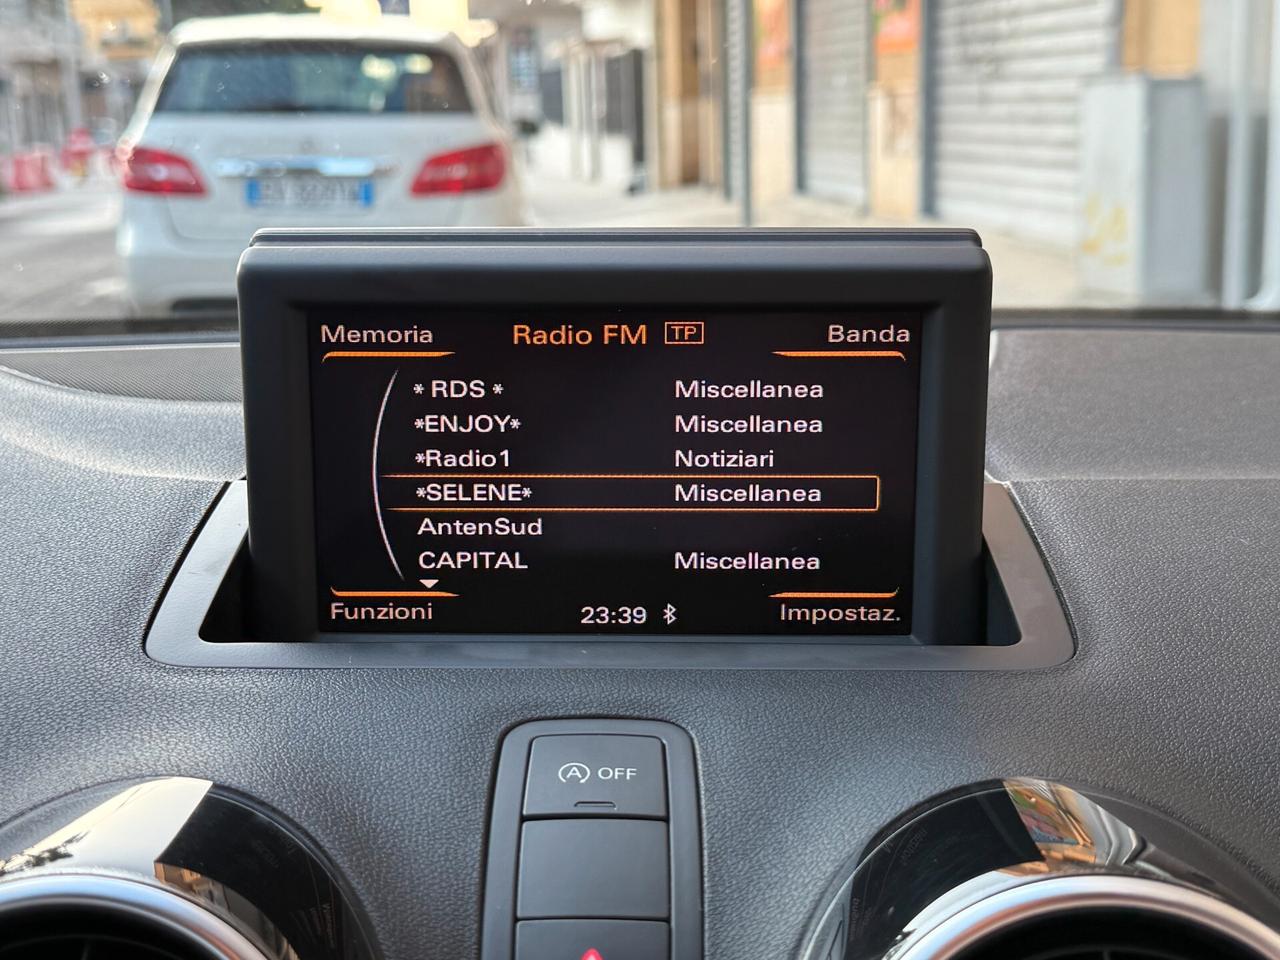 Memoria Radio FM TP Banda
* RDS * Miscellanea
*ENJOY* Miscellanea
*Radio1 Notiziari
*SELENE* Miscellanea
AntenSud
CAPITAL Miscellanea
Funzioni 23:39 Impostaz.
A OFF